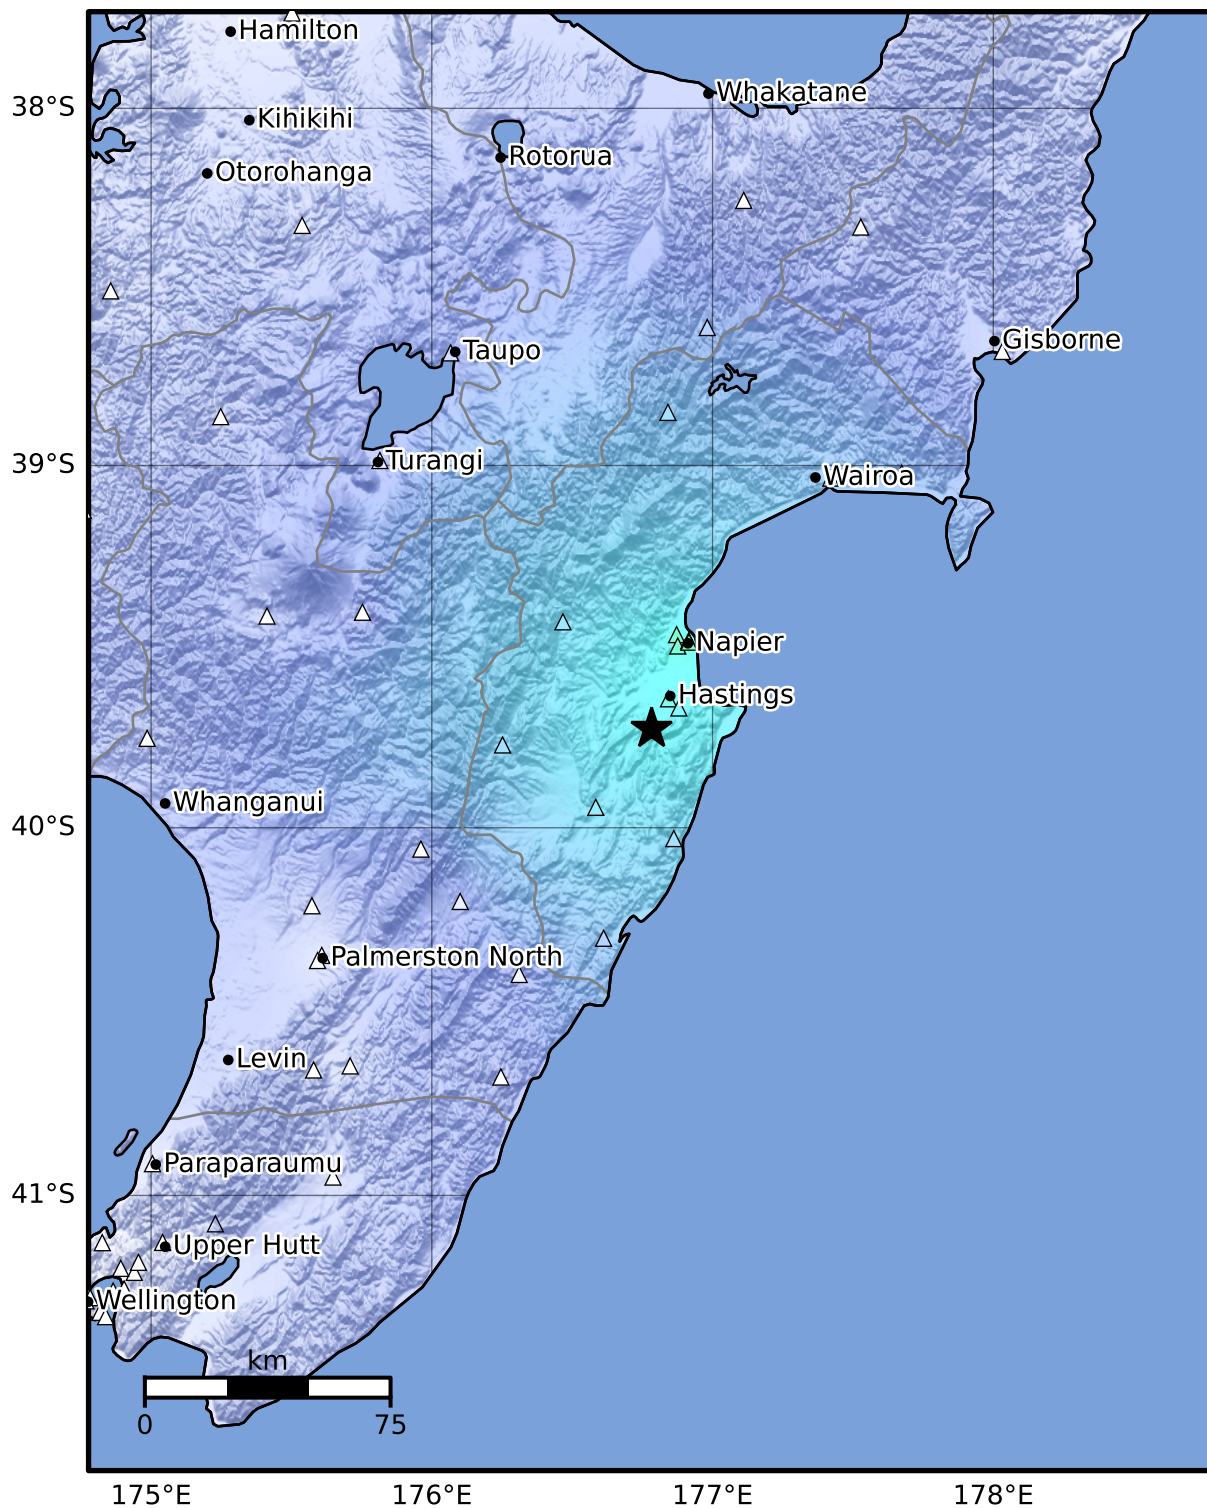 Hamilton
Whakatane
38°S
Kihikihi
Rotorua
Otorohanga
Gisborne
Taupo
Turangi
39°S
Wairoa
Napier
Hastings
Whanganui
40°S
Palmerston North
Levin
Paraparaumu
41°S
Upper Hutt
Wellington
km
0 75
175°E 176°E 177°E 178°E